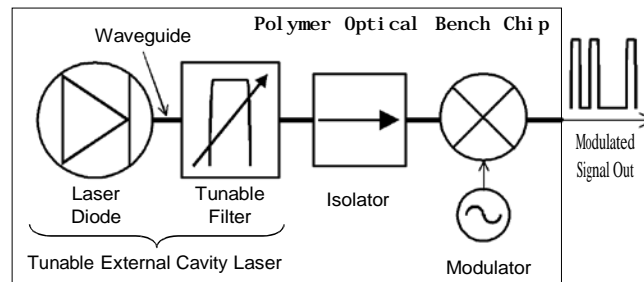 Polymer Optical Bench Chip
Waveguide
Laser
Diode
Tunable
Filter
Isolator
Modulated
Signal Out
Tunable External Cavity Laser
Modulator